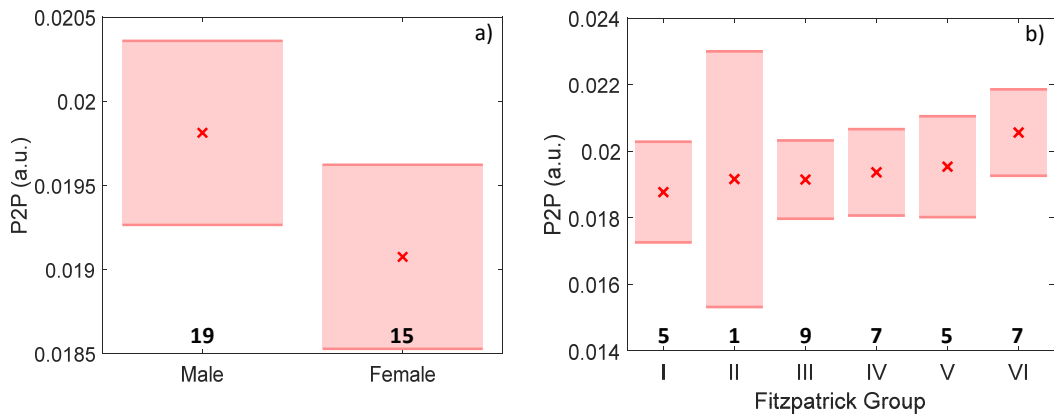 a)
0.0205
0.02
0.0195
0.019
0.0185
P2P (a.u.)
19 15
Male Female
b)
0.024
0.022
0.02
0.018
0.016
0.014
P2P (a.u.)
5 1 9 7 5 7
I II III IV V VI
Fitzpatrick Group